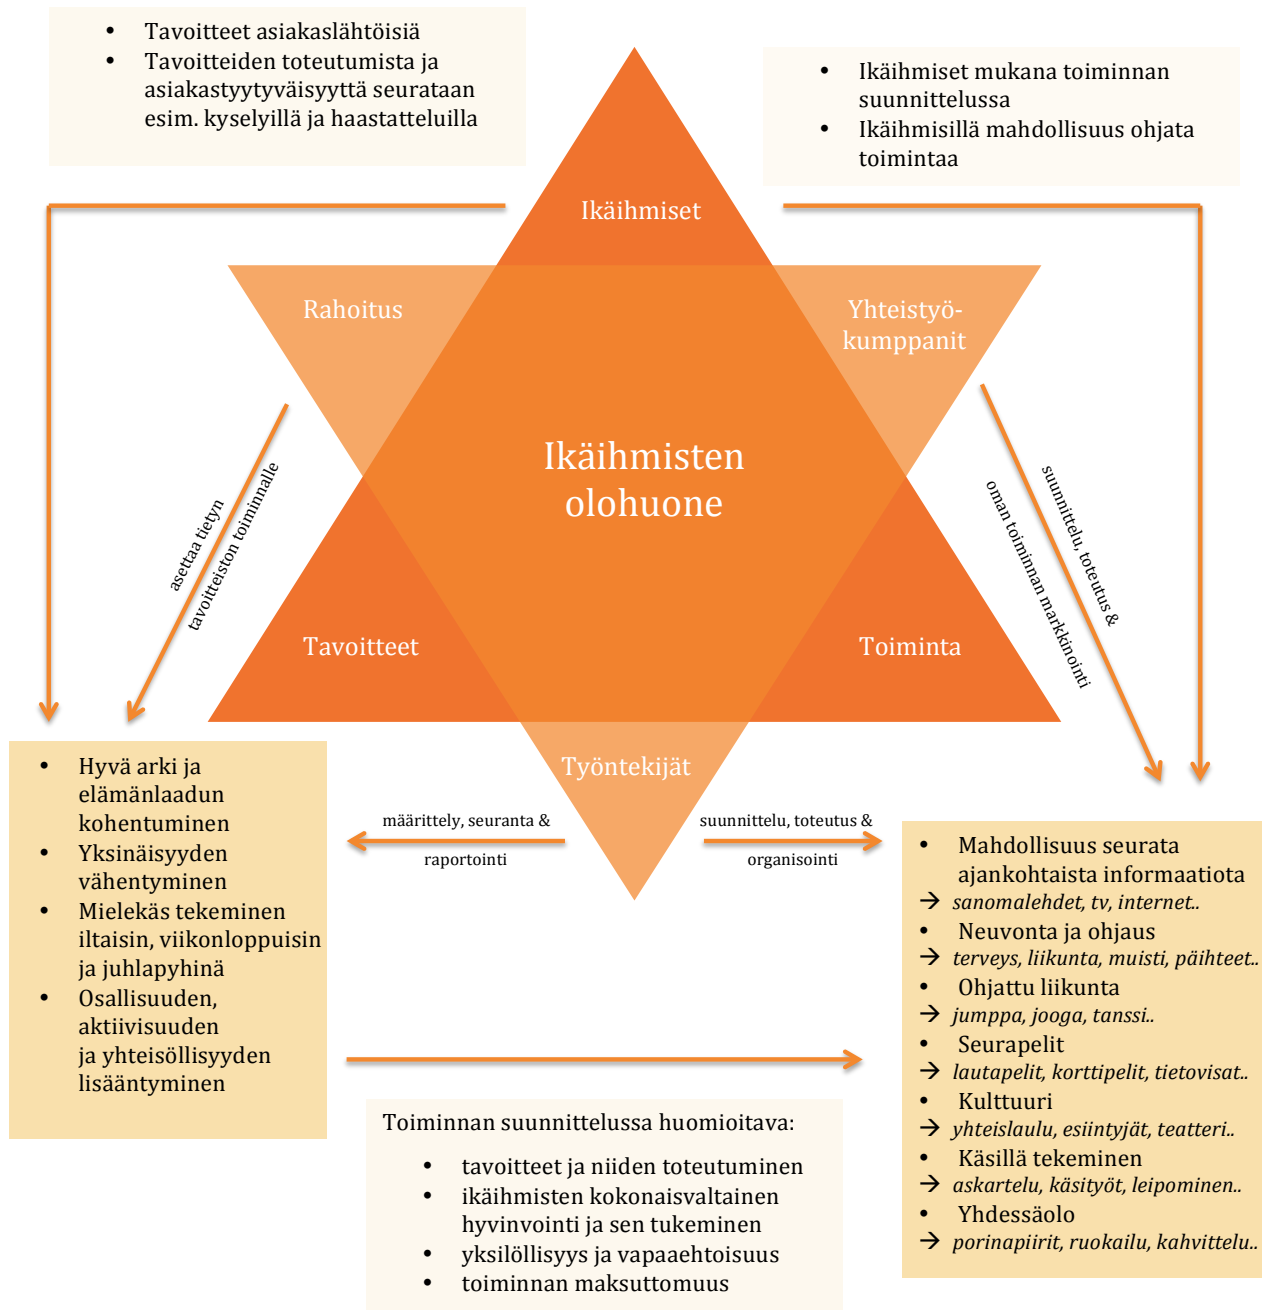 • Tavoitteet asiakaslähtöisiä
• Tavoitteiden toteutumista ja
asiakastyytyväisyyttä seurataan
esim. kyselyillä ja haastatteluilla
• Ikäihmiset mukana toiminnan
suunnittelussa
• Ikäihmisillä mahdollisuus ohjata
toimintaa
Ikäihmiset
Rahoitus
Yhteistyö-
kumppanit
Ikäihmisten
olohuone
asettaa tietyn
tavoitteiston toiminnalle
suunnittelu, toteutus &
oman toiminnan markkinointi
Tavoitteet
Toiminta
Työntekijät
määrittely, seuranta &
raportointi
suunnittelu, toteutus &
organisointi
• Hyvä arki ja
elämänlaadun
kohentuminen
• Yksinäisyyden
vähentyminen
• Mielekäs tekeminen
iltaisin, viikonloppuisin
ja juhlapyhinä
• Osallisuuden,
aktiivisuuden
ja yhteisöllisyyden
lisääntyminen
• Mahdollisuus seurata
ajankohtaista informaatiota
→ sanomalehdet, tv, internet..
• Neuvonta ja ohjaus
→ terveys, liikunta, muisti, päihteet..
• Ohjattu liikunta
→ jumppa, jooga, tanssi..
• Seurapelit
→ lautapelit, korttipelit, tietovisat..
• Kulttuuri
→ yhteislaulu, esiintyjät, teatteri..
• Käsillä tekeminen
→ askartelu, käsityöt, leipominen..
• Yhdessäolo
→ porinapiirit, ruokailu, kahvittelu..
Toiminnan suunnittelussa huomioitava:
• tavoitteet ja niiden toteutuminen
• ikäihmisten kokonaisvaltainen
hyvinvointi ja sen tukeminen
• yksilöllisyys ja vapaaehtoisuus
• toiminnan maksuttomuus